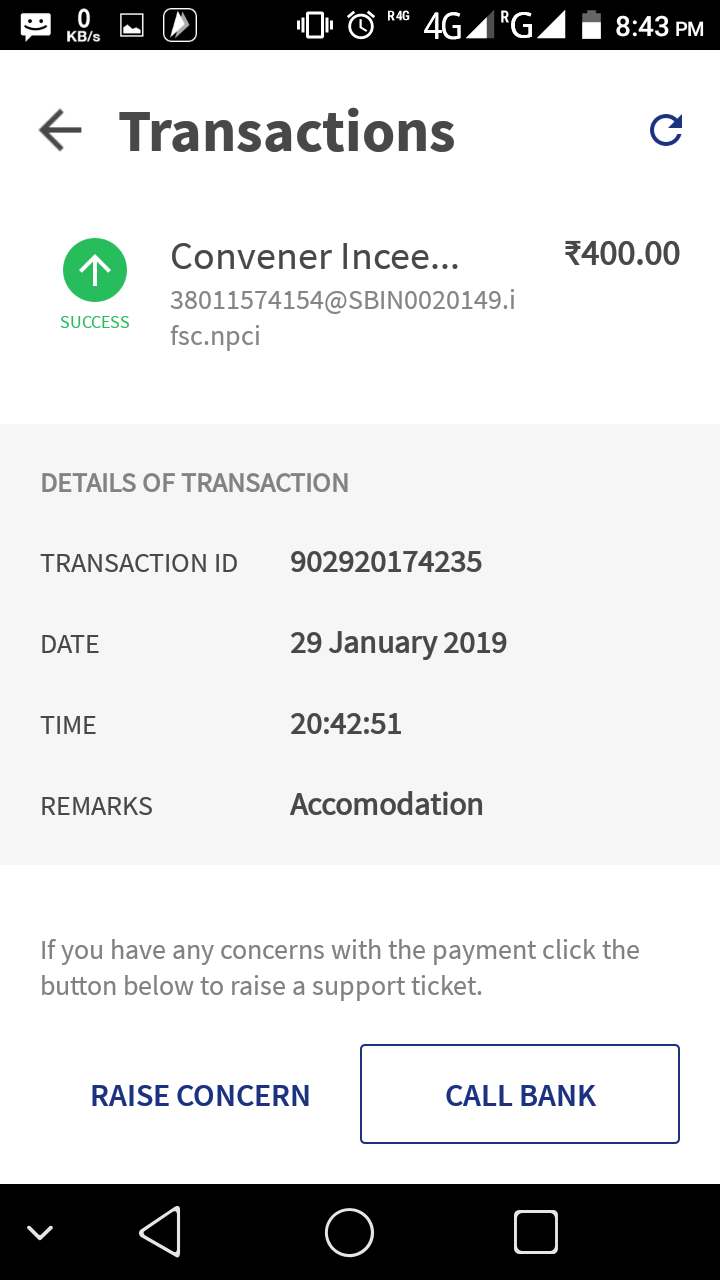 0
KB/s
R4G
4G
R
G
8:43 PM
Transactions
Convener Incee...
₹400.00
38011574154@SBIN0020149.i
fsc.npci
SUCCESS
DETAILS OF TRANSACTION
TRANSACTION ID 902920174235
DATE 29 January 2019
TIME 20:42:51
REMARKS Accomodation
If you have any concerns with the payment click the
button below to raise a support ticket.
RAISE CONCERN
CALL BANK